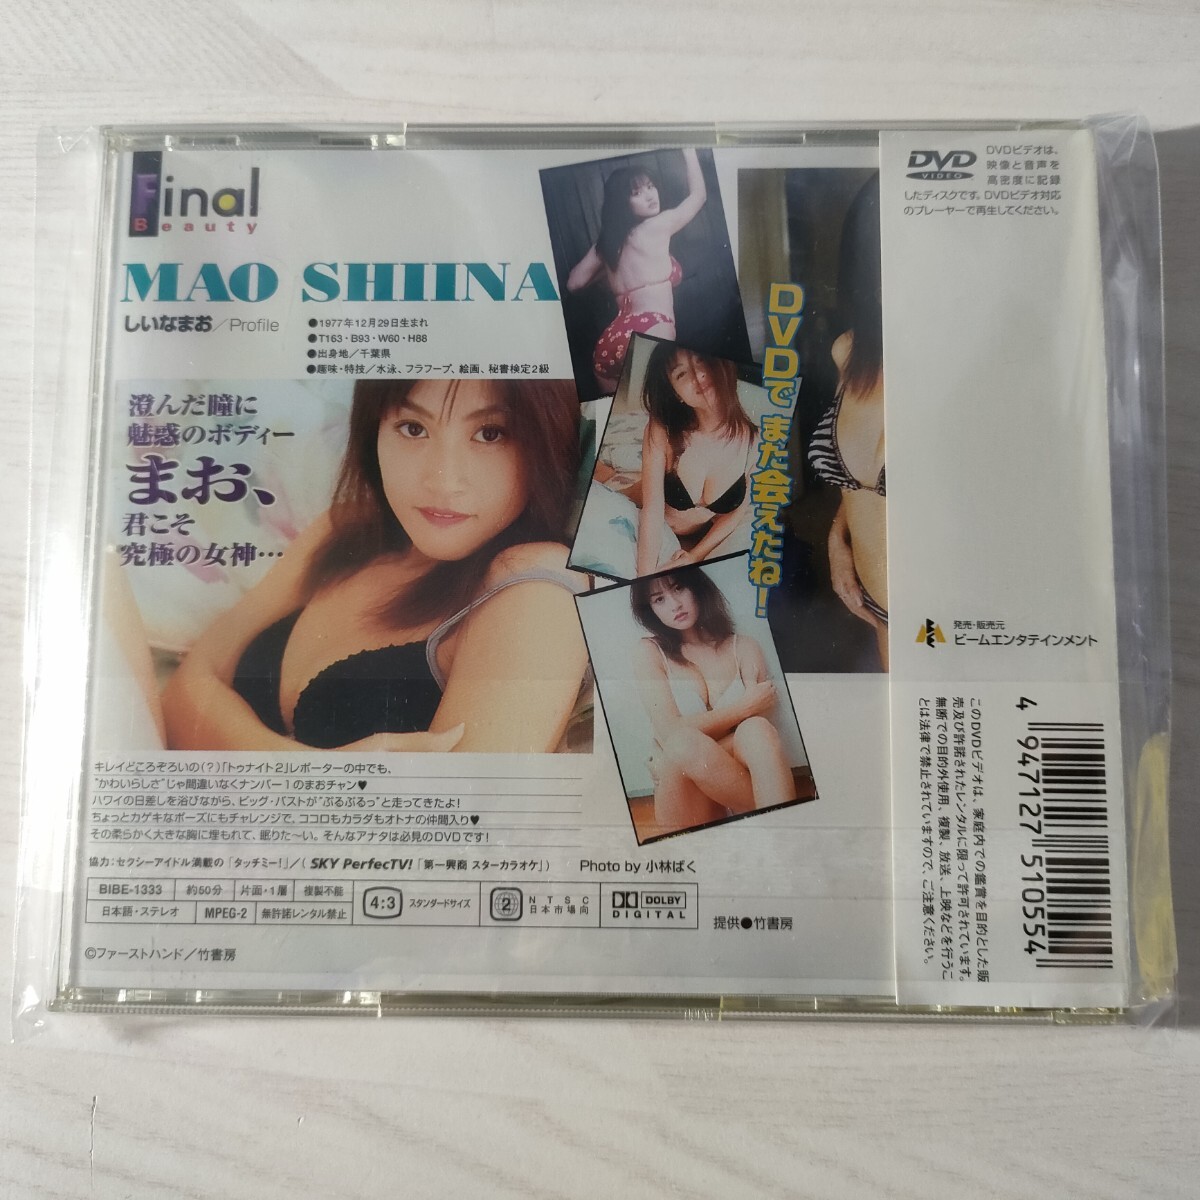 Final
Beauty
MAO SHIINA
しいなまお／Profile
●1977年12月29日生まれ
●T163・B93・W60・H88
●出身地／千葉県
●趣味・特技／水泳、フラフープ、絵画、秘書検定2級
澄んだ瞳に
魅惑のボディー
まお、
君こそ
究極の女神…
DVDでまた会えたね！
キレイどころぞろいの(？)「トゥナイト2」レポーターの中でも、
"かわいらしさ"じゃ間違いなくナンバー1のまおチャン♥
ハワイの日差しを浴びながら、ビッグ・バストが"ぷるぷるっ"と走ってきたよ！
ちょっとカゲキなポーズにもチャレンジで、ココロもカラダもオトナの仲間入り♥
その柔らかく大きな胸に埋もれて、眠りた〜い。そんなアナタは必見のDVDです！
協力：セクシーアイドル満載の「タッチミー！」／(SKY PerfecTV!「第一興商 スターカラオケ」)
Photo by 小林ばく
BIBE-1333 約50分 片面・1層 複製不能
日本語・ステレオ MPEG-2 無許諾レンタル禁止
4:3 スタンダードサイズ
2 NTSC
日本市場向
DOLBY
DIGITAL
提供●竹書房
©ファーストハンド／竹書房
DVD
VIDEO
DVDビデオは、
映像と音声を
高密度に記録
したディスクです。DVDビデオ対応
のプレーヤーで再生してください。
発売・販売元
ビームエンタテインメント
このDVDビデオは、家庭内での鑑賞を目的とした販
売及び許諾されたレンタルに限って許可されています。
無断での目的外使用、複製、放送、上映などを行うこ
とは法律で禁止されていますので、ご注意ください。
4 947127 510554